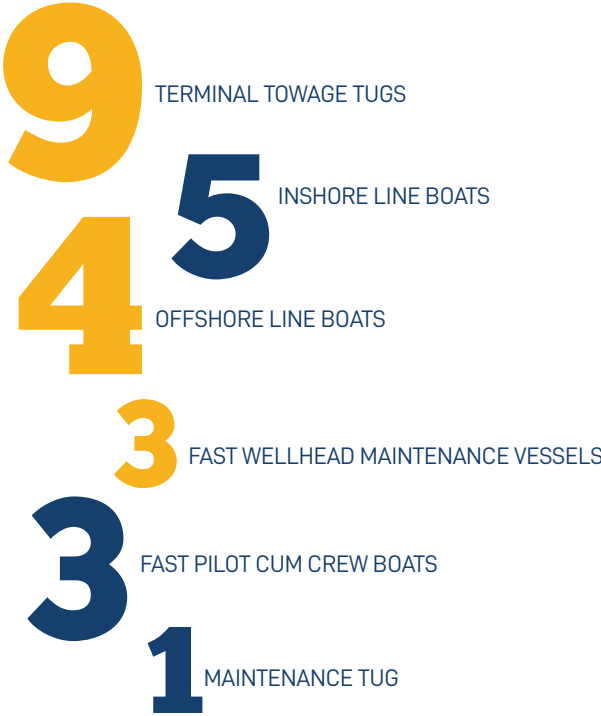 9 TERMINAL TOWAGE TUGS
5 INSHORE LINE BOATS
4 OFFSHORE LINE BOATS
3 FAST WELLHEAD MAINTENANCE VESSELS
3 FAST PILOT CUM CREW BOATS
1 MAINTENANCE TUG